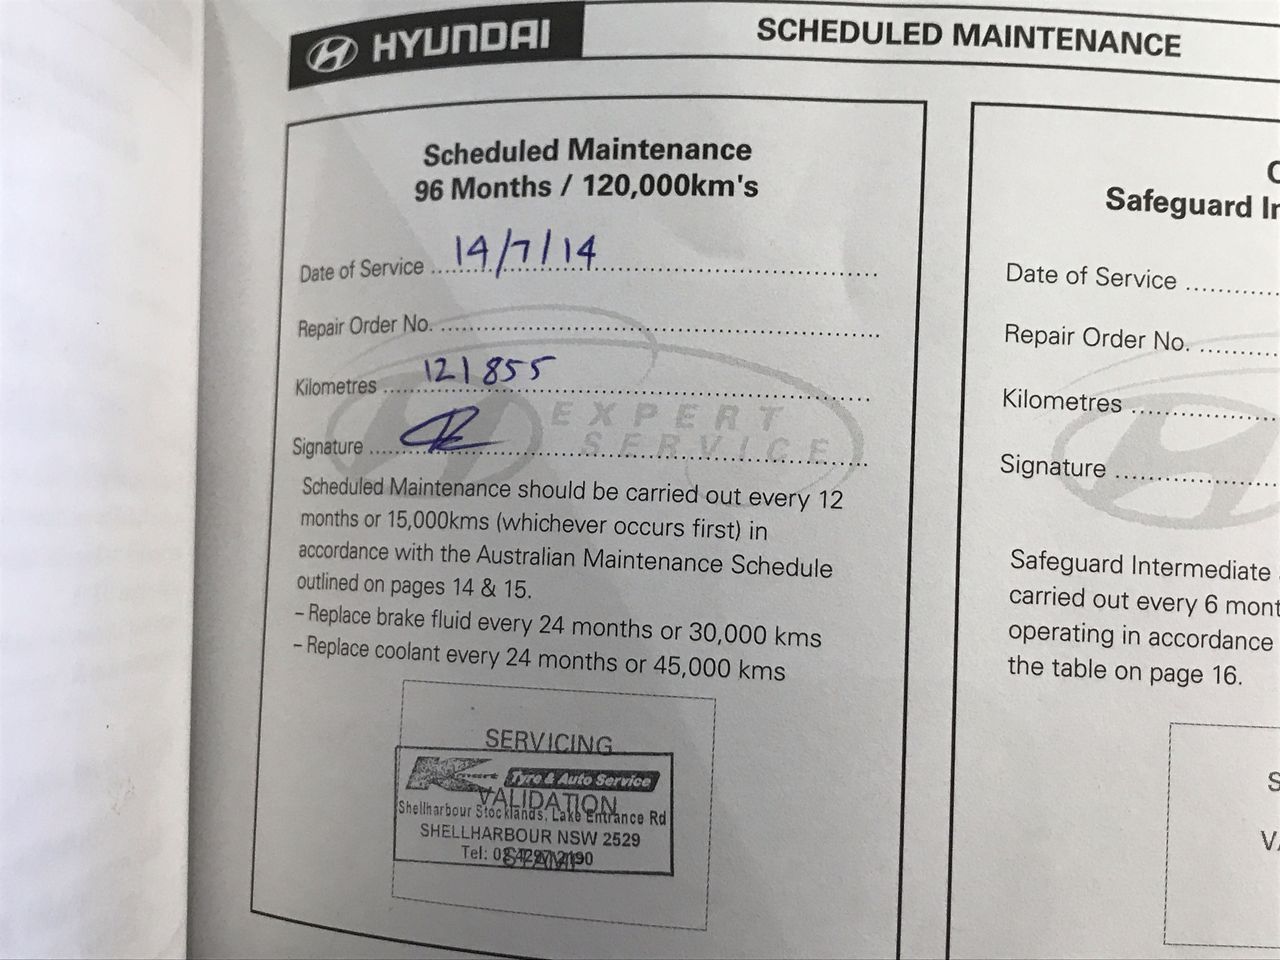 HYUNDAI
SCHEDULED MAINTENANCE
Scheduled Maintenance
96 Months / 120,000km's
Date of Service 14/7/14
Repair Order No.
Kilometres 121855
Signature
EXPERT
SERVICE
Scheduled Maintenance should be carried out every 12
months or 15,000kms (whichever occurs first) in
accordance with the Australian Maintenance Schedule
outlined on pages 14 & 15.
– Replace brake fluid every 24 months or 30,000 kms
– Replace coolant every 24 months or 45,000 kms
SERVICING
Kmart Tyre & Auto Service
VALIDATION
Shellharbour Stocklands, Lake Entrance Rd
SHELLHARBOUR NSW 2529
Tel:
STAMP
Safeguard
Date of Service
Repair Order No.
Kilometres
Signature
Safeguard Intermediate
carried out every 6
operating in accordance
the table on page 16.